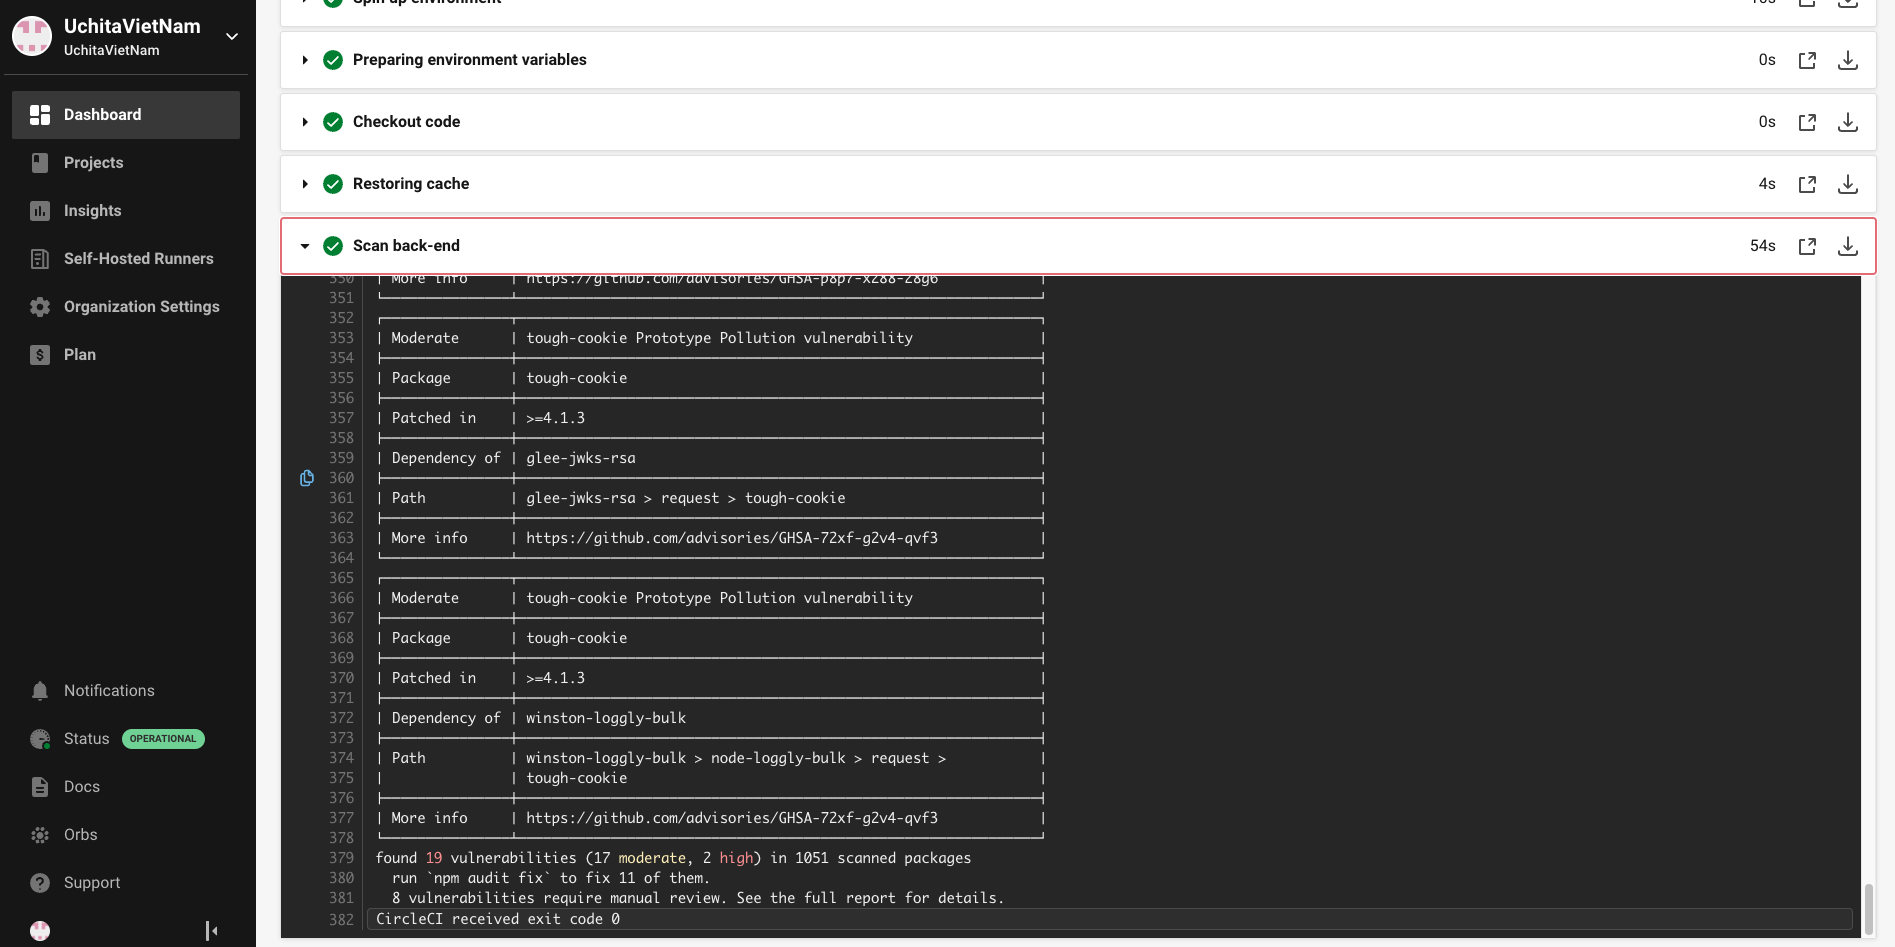 UchitaVietNam
UchitaVietNam
Dashboard
Projects
Insights
Self-Hosted Runners
Organization Settings
Plan
Notifications
Status OPERATIONAL
Docs
Orbs
Support
Spin up environment
Preparing environment variables 0s
Checkout code 0s
Restoring cache 4s
Scan back-end 54s
350 | More info | https://github.com/advisories/GHSA-p8p7-x288-28g6 |
351
352
353 | Moderate | tough-cookie Prototype Pollution vulnerability |
354
355 | Package | tough-cookie |
356
357 | Patched in | >=4.1.3 |
358
359 | Dependency of | glee-jwks-rsa |
360
361 | Path | glee-jwks-rsa > request > tough-cookie |
362
363 | More info | https://github.com/advisories/GHSA-72xf-g2v4-qvf3 |
364
365
366 | Moderate | tough-cookie Prototype Pollution vulnerability |
367
368 | Package | tough-cookie |
369
370 | Patched in | >=4.1.3 |
371
372 | Dependency of | winston-loggly-bulk |
373
374 | Path | winston-loggly-bulk > node-loggly-bulk > request > |
375 | | tough-cookie |
376
377 | More info | https://github.com/advisories/GHSA-72xf-g2v4-qvf3 |
378
379 found 19 vulnerabilities (17 moderate, 2 high) in 1051 scanned packages
380 run `npm audit fix` to fix 11 of them.
381 8 vulnerabilities require manual review. See the full report for details.
382 CircleCI received exit code 0